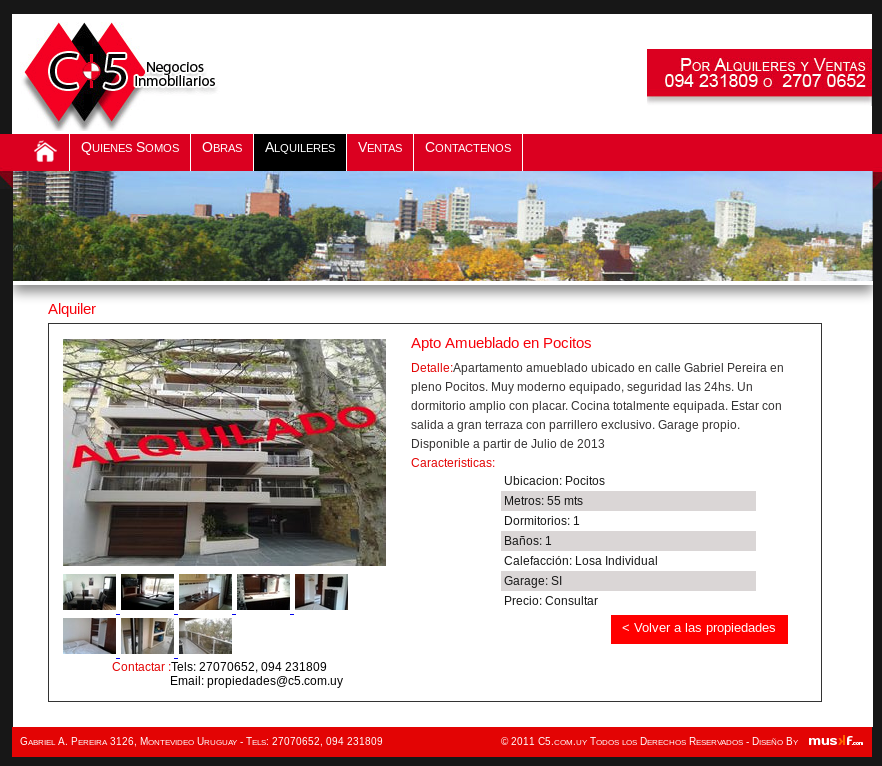 C5 Negocios
Inmobiliarios
Por Alquileres y Ventas
094 231809 o 2707 0652
Quienes Somos Obras Alquileres Ventas Contactenos
Alquiler
ALQUILADO
Apto Amueblado en Pocitos
Detalle:Apartamento amueblado ubicado en calle Gabriel Pereira en
pleno Pocitos. Muy moderno equipado, seguridad las 24hs. Un
dormitorio amplio con placar. Cocina totalmente equipada. Estar con
salida a gran terraza con parrillero exclusivo. Garage propio.
Disponible a partir de Julio de 2013
Caracteristicas:
Ubicacion: Pocitos
Metros: 55 mts
Dormitorios: 1
Baños: 1
Calefacción: Losa Individual
Garage: SI
Precio: Consultar
< Volver a las propiedades
Contactar :Tels: 27070652, 094 231809
Email: propiedades@c5.com.uy
Gabriel A. Pereira 3126, Montevideo Uruguay - Tels: 27070652, 094 231809
© 2011 C5.com.uy Todos los Derechos Reservados - Diseño By